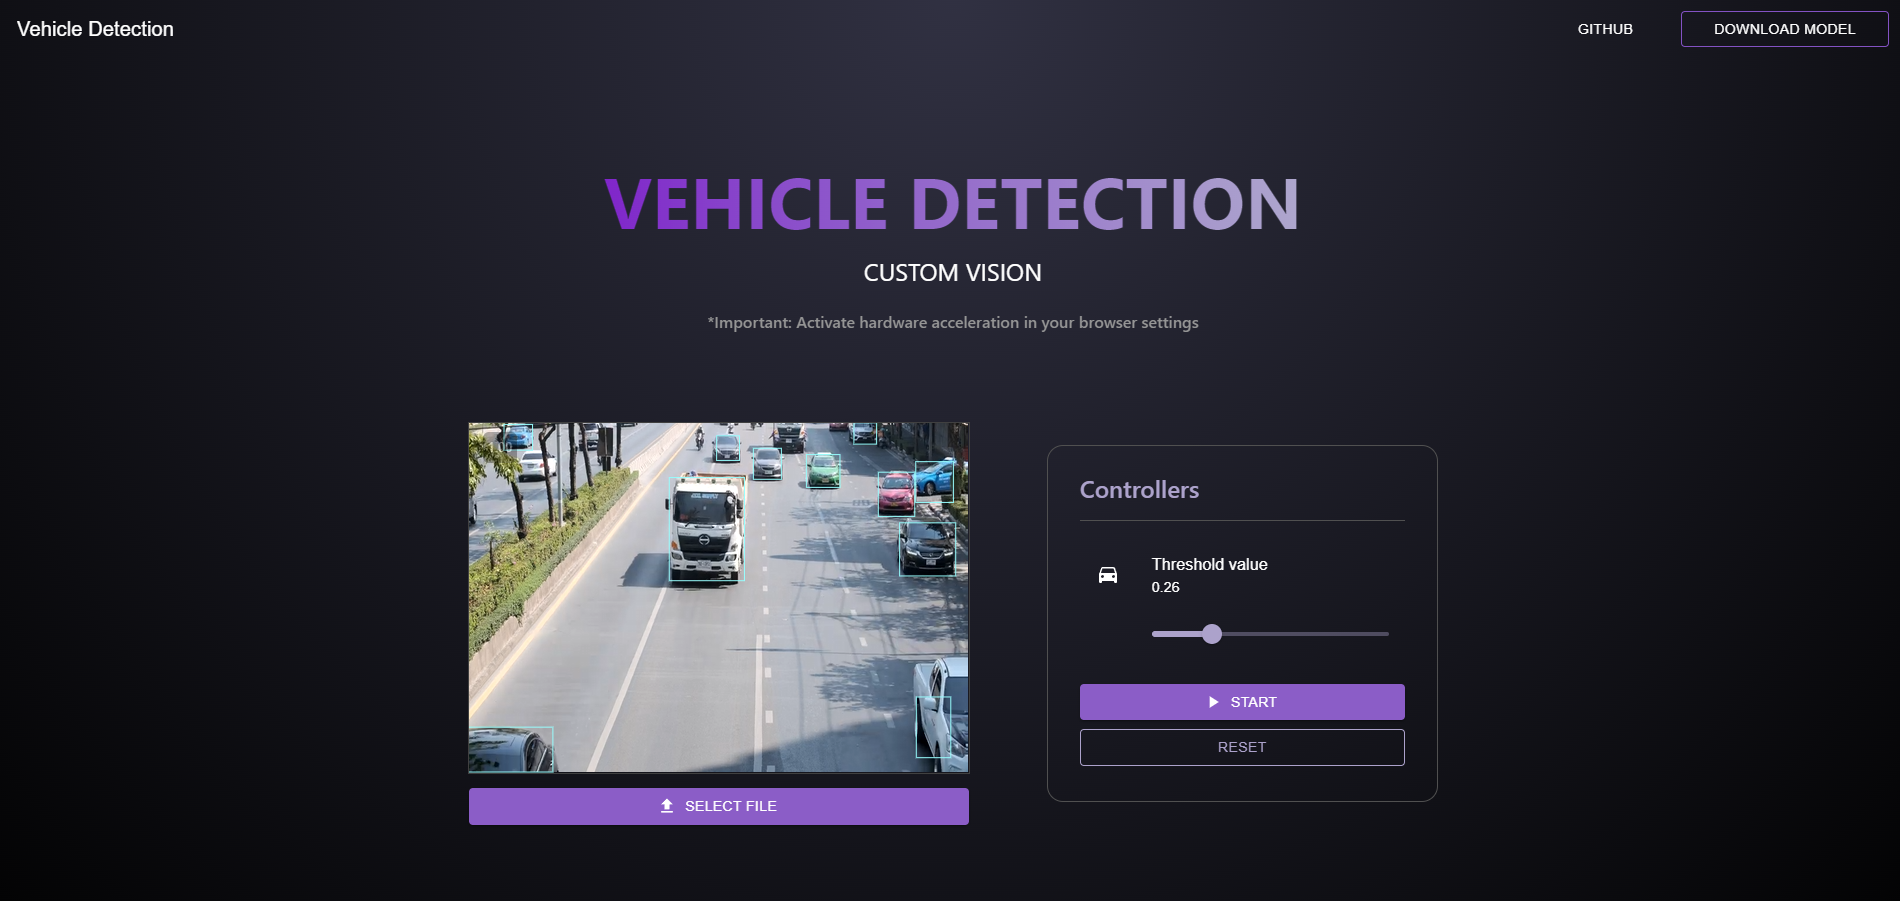 Vehicle Detection
GITHUB
DOWNLOAD MODEL
VEHICLE DETECTION
CUSTOM VISION
*Important: Activate hardware acceleration in your browser settings
Controllers
Threshold value
0.26
START
RESET
SELECT FILE